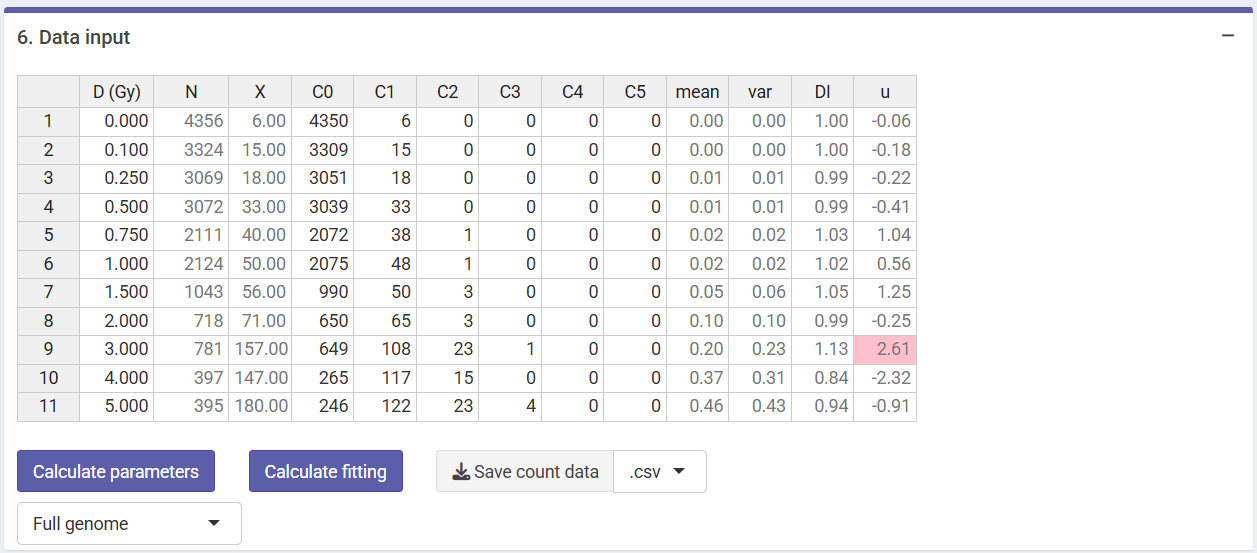 6. Data input
D (Gy) N X C0 C1 C2 C3 C4 C5 mean var DI u
1 0.000 4356 6.00 4350 6 0 0 0 0 0.00 0.00 1.00 -0.06
2 0.100 3324 15.00 3309 15 0 0 0 0 0.00 0.00 1.00 -0.18
3 0.250 3069 18.00 3051 18 0 0 0 0 0.01 0.01 0.99 -0.22
4 0.500 3072 33.00 3039 33 0 0 0 0 0.01 0.01 0.99 -0.41
5 0.750 2111 40.00 2072 38 1 0 0 0 0.02 0.02 1.03 1.04
6 1.000 2124 50.00 2075 48 1 0 0 0 0.02 0.02 1.02 0.56
7 1.500 1043 56.00 990 50 3 0 0 0 0.05 0.06 1.05 1.25
8 2.000 718 71.00 650 65 3 0 0 0 0.10 0.10 0.99 -0.25
9 3.000 781 157.00 649 108 23 1 0 0 0.20 0.23 1.13 2.61
10 4.000 397 147.00 265 117 15 0 0 0 0.37 0.31 0.84 -2.32
11 5.000 395 180.00 246 122 23 4 0 0 0.46 0.43 0.94 -0.91
Calculate parameters Calculate fitting Save count data .csv
Full genome